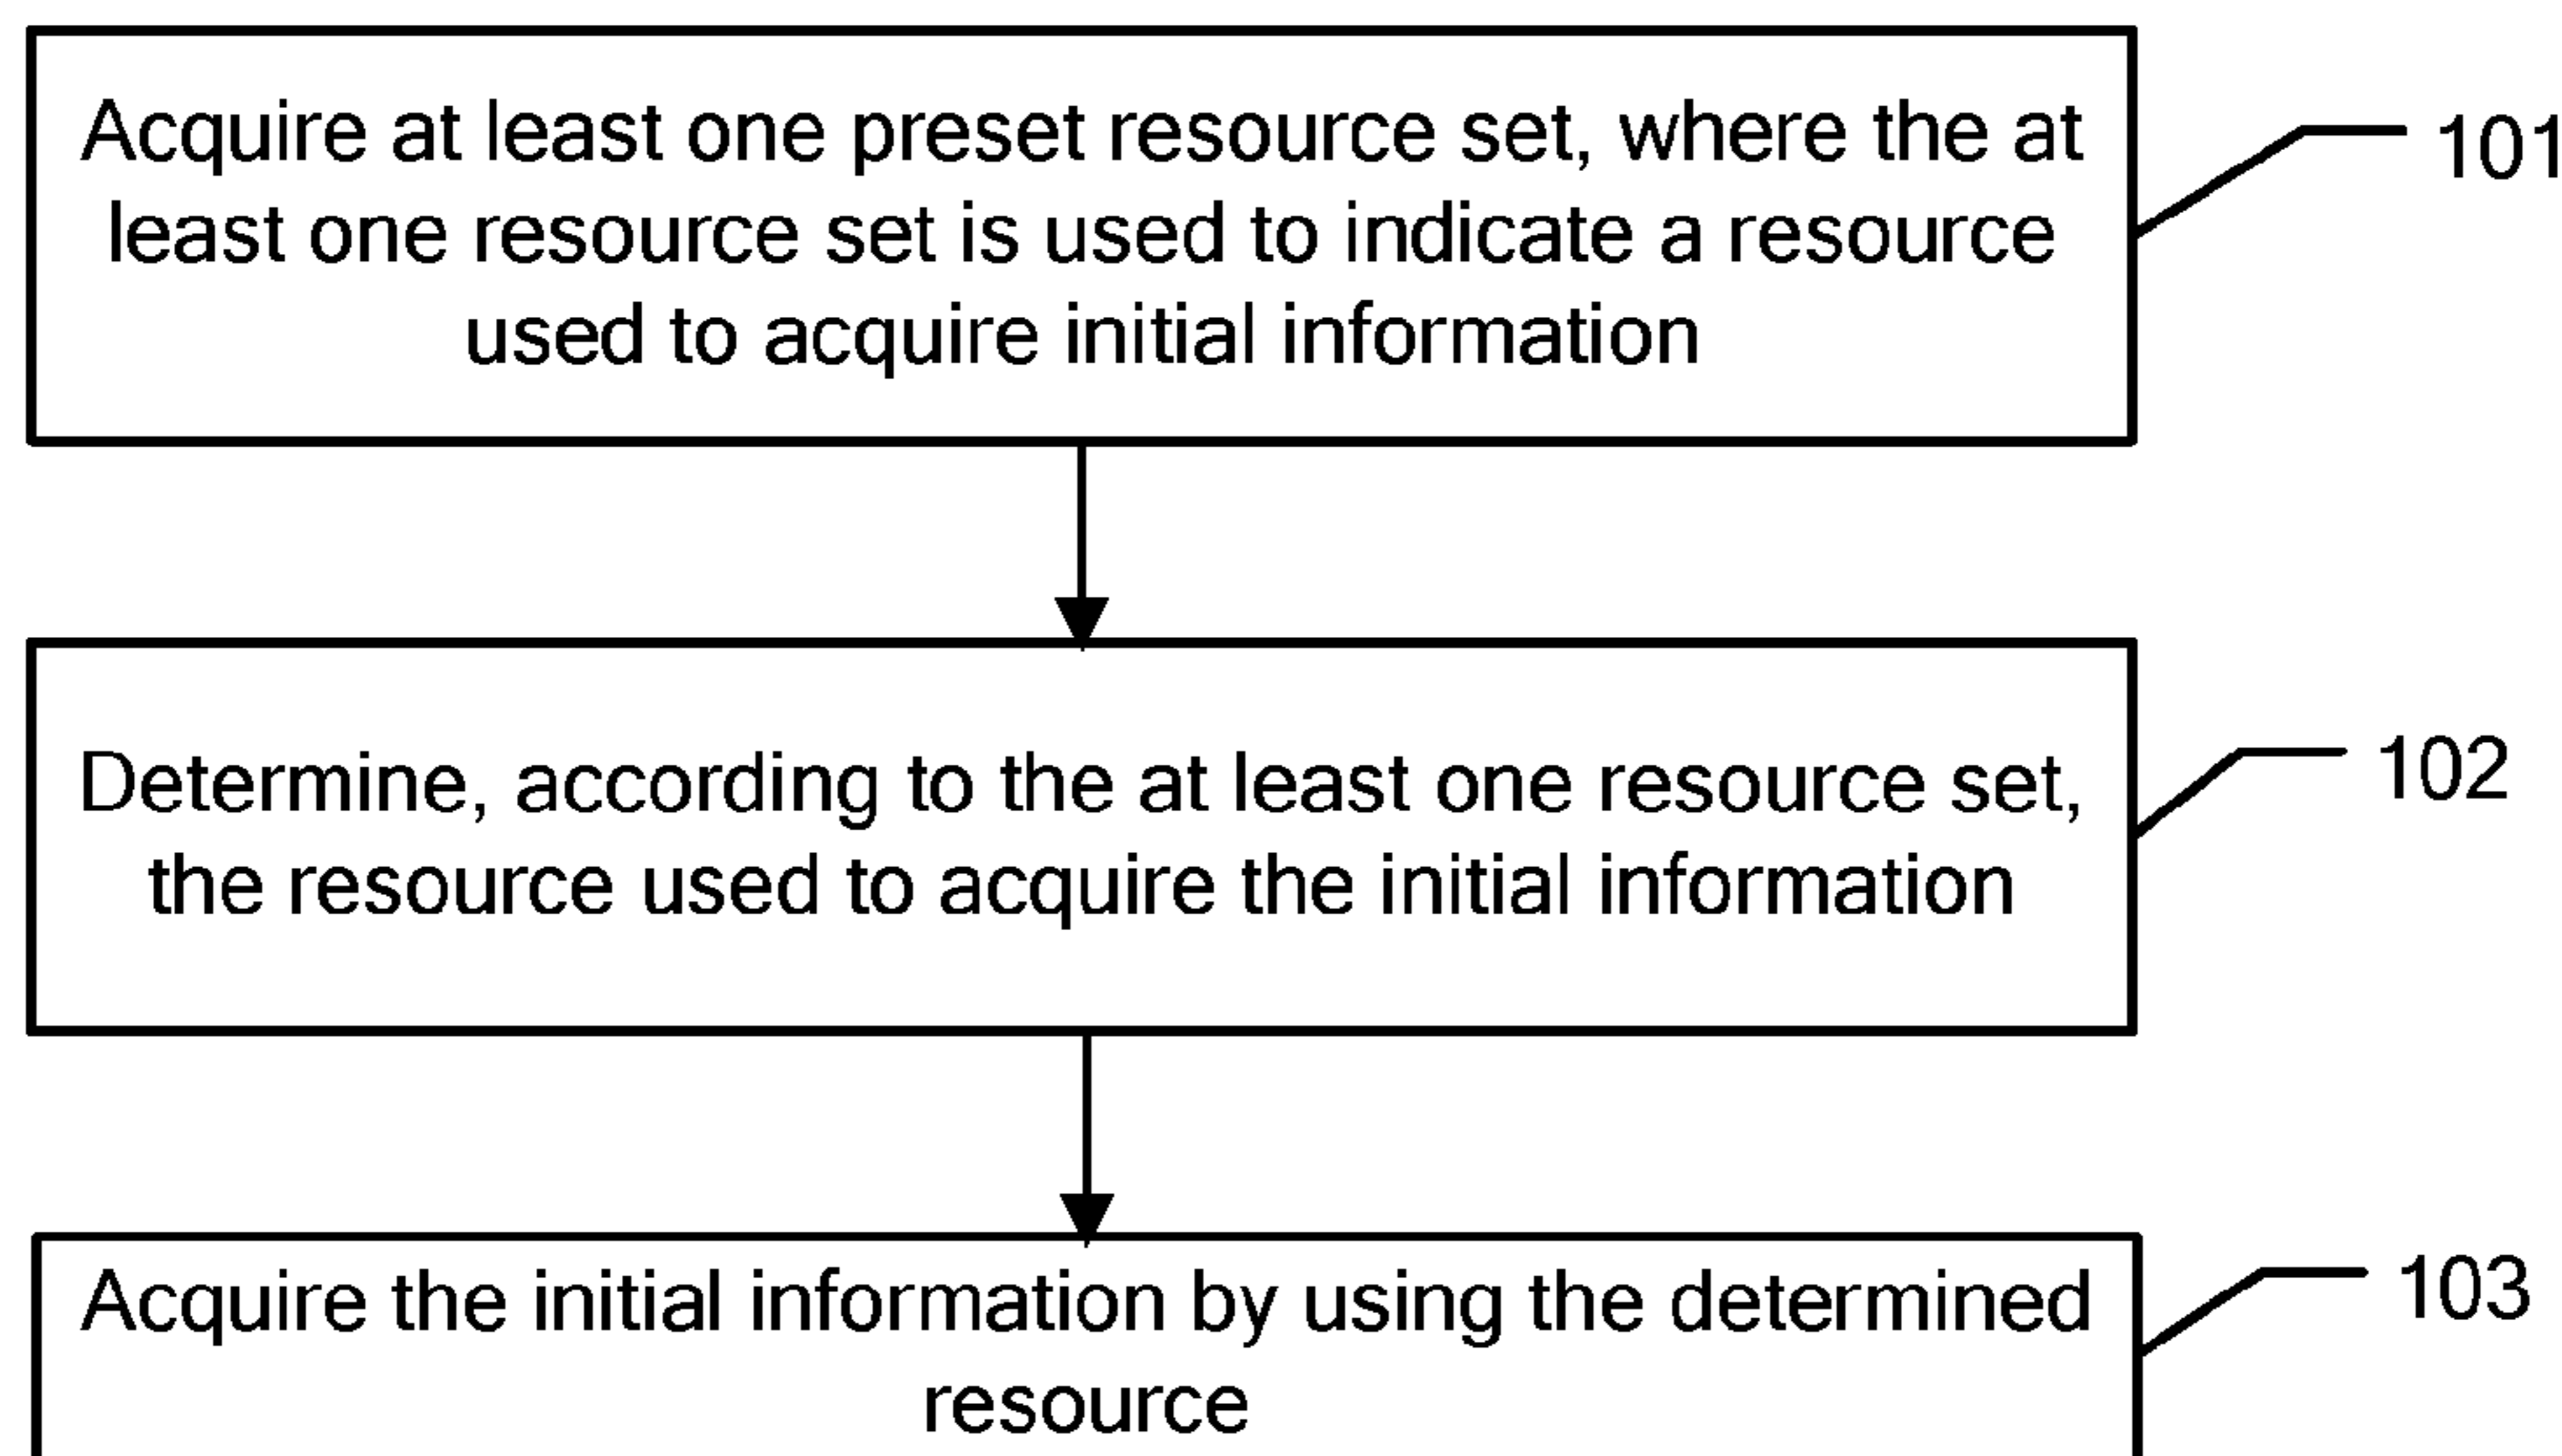 Acquire at least one preset resource set, where the at
least one resource set is used to indicate a resource
used to acquire initial information
101
Determine, according to the at least one resource set,
the resource used to acquire the initial information
102
Acquire the initial information by using the determined
resource
103